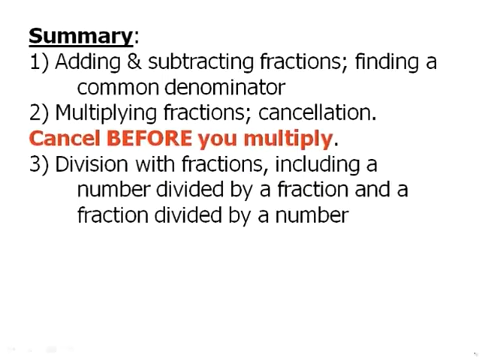 Summary:
1) Adding & subtracting fractions; finding a
common denominator
2) Multiplying fractions; cancellation.
Cancel BEFORE you multiply.
3) Division with fractions, including a
number divided by a fraction and a
fraction divided by a number